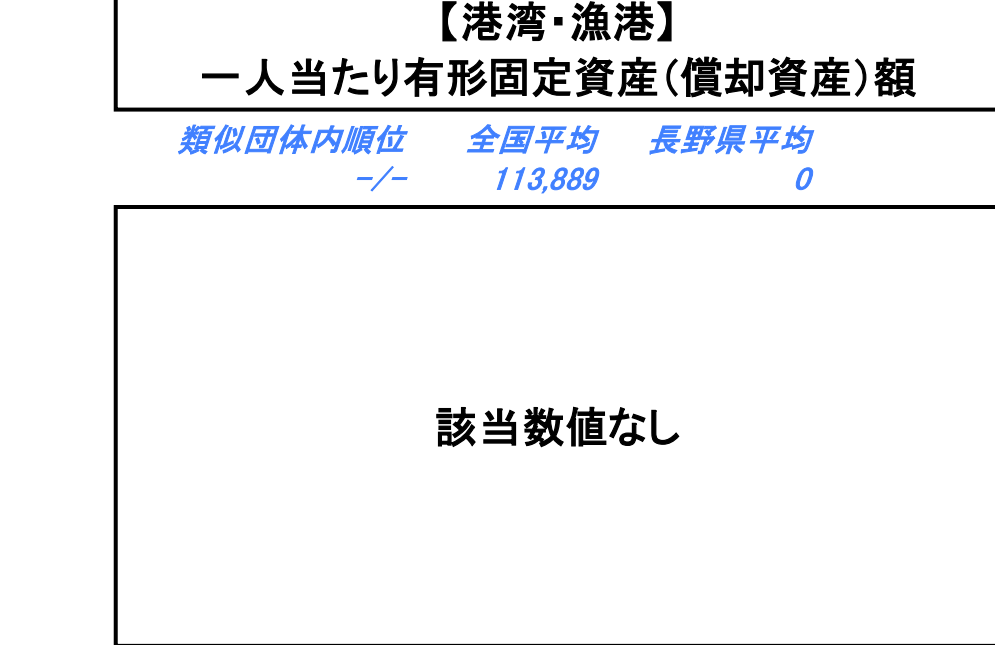 【港湾・漁港】
一人当たり有形固定資産（償却資産）額
類似団体内順位 全国平均 長野県平均
-/- 113,889 0
該当数値なし